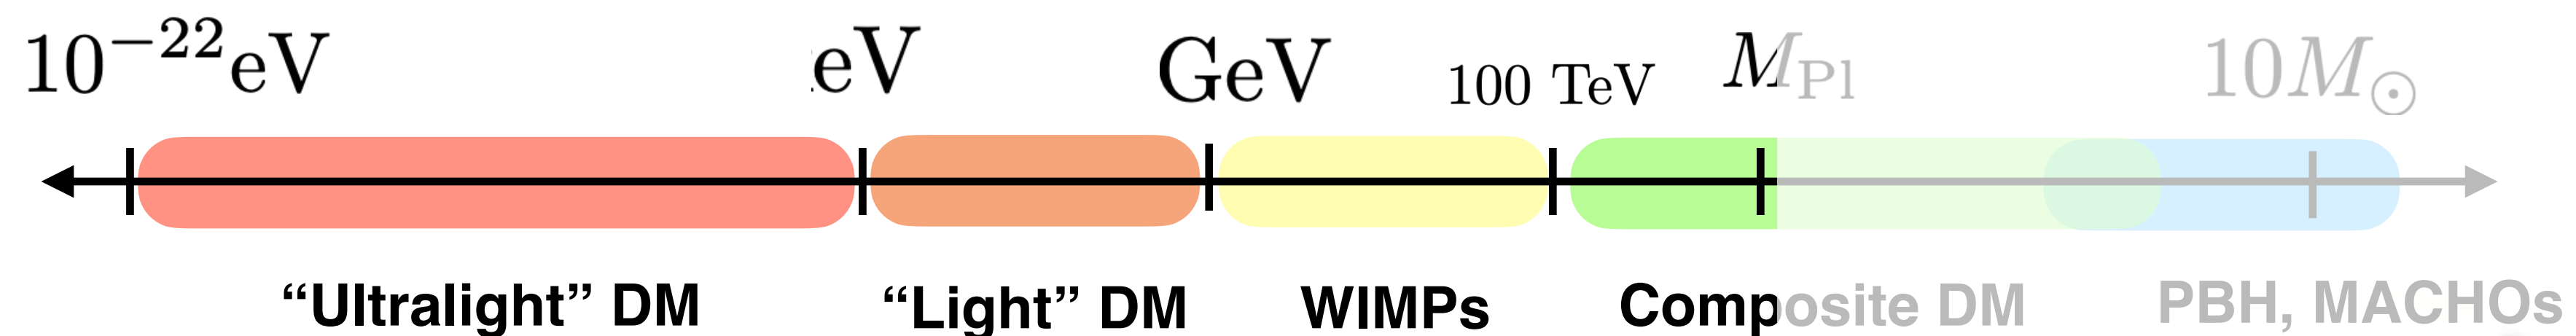 10⁻²²eV eV GeV 100 TeV M_Pl 10M_☉
“Ultralight” DM “Light” DM WIMPs Composite DM PBH, MACHOs